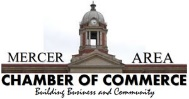 MERCER AREA
CHAMBER OF COMMERCE
Building Business and Community